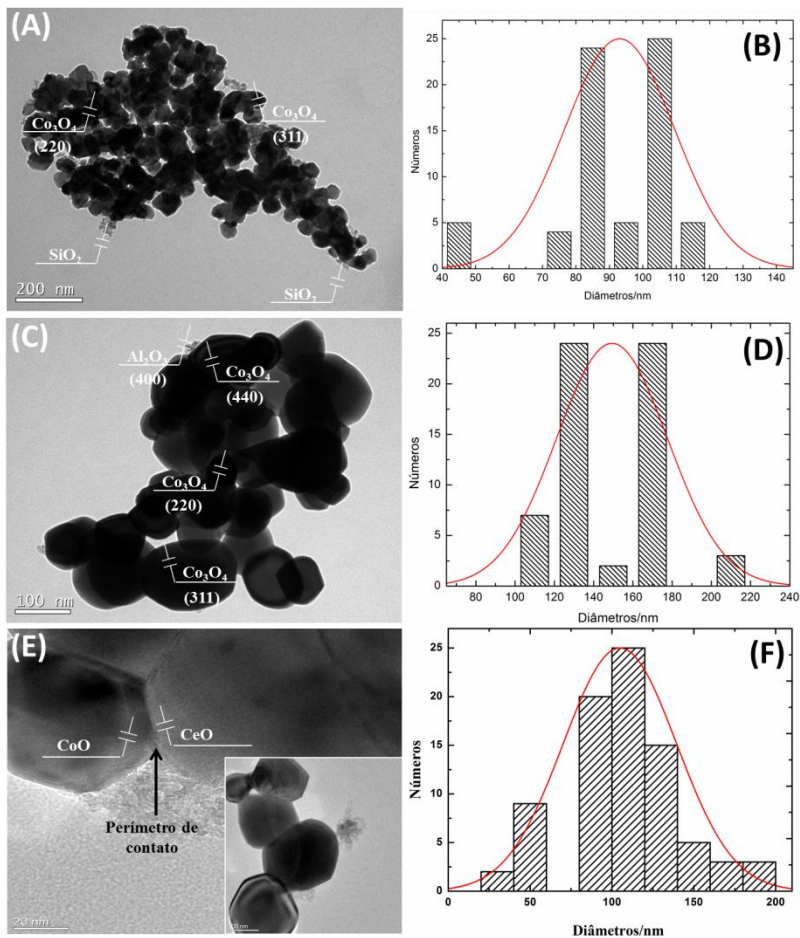 (A)
Co₃O₄
(220)
Co₃O₄
(311)
SiO₂
SiO₂
200 nm
(B)
Números
25
20
15
10
5
0
40 50 60 70 80 90 100 110 120 130 140
Diâmetros/nm
(C)
Al₂O₃
(400)
Co₃O₄
(440)
Co₃O₄
(220)
Co₃O₄
(311)
100 nm
(D)
Números
25
20
15
10
5
0
80 100 120 140 160 180 200 220 240
Diâmetros/nm
(E)
CoO
CeO
Perímetro de
contato
20 nm
(F)
Números
25
20
15
10
5
0
0 50 100 150 200
Diâmetros/nm